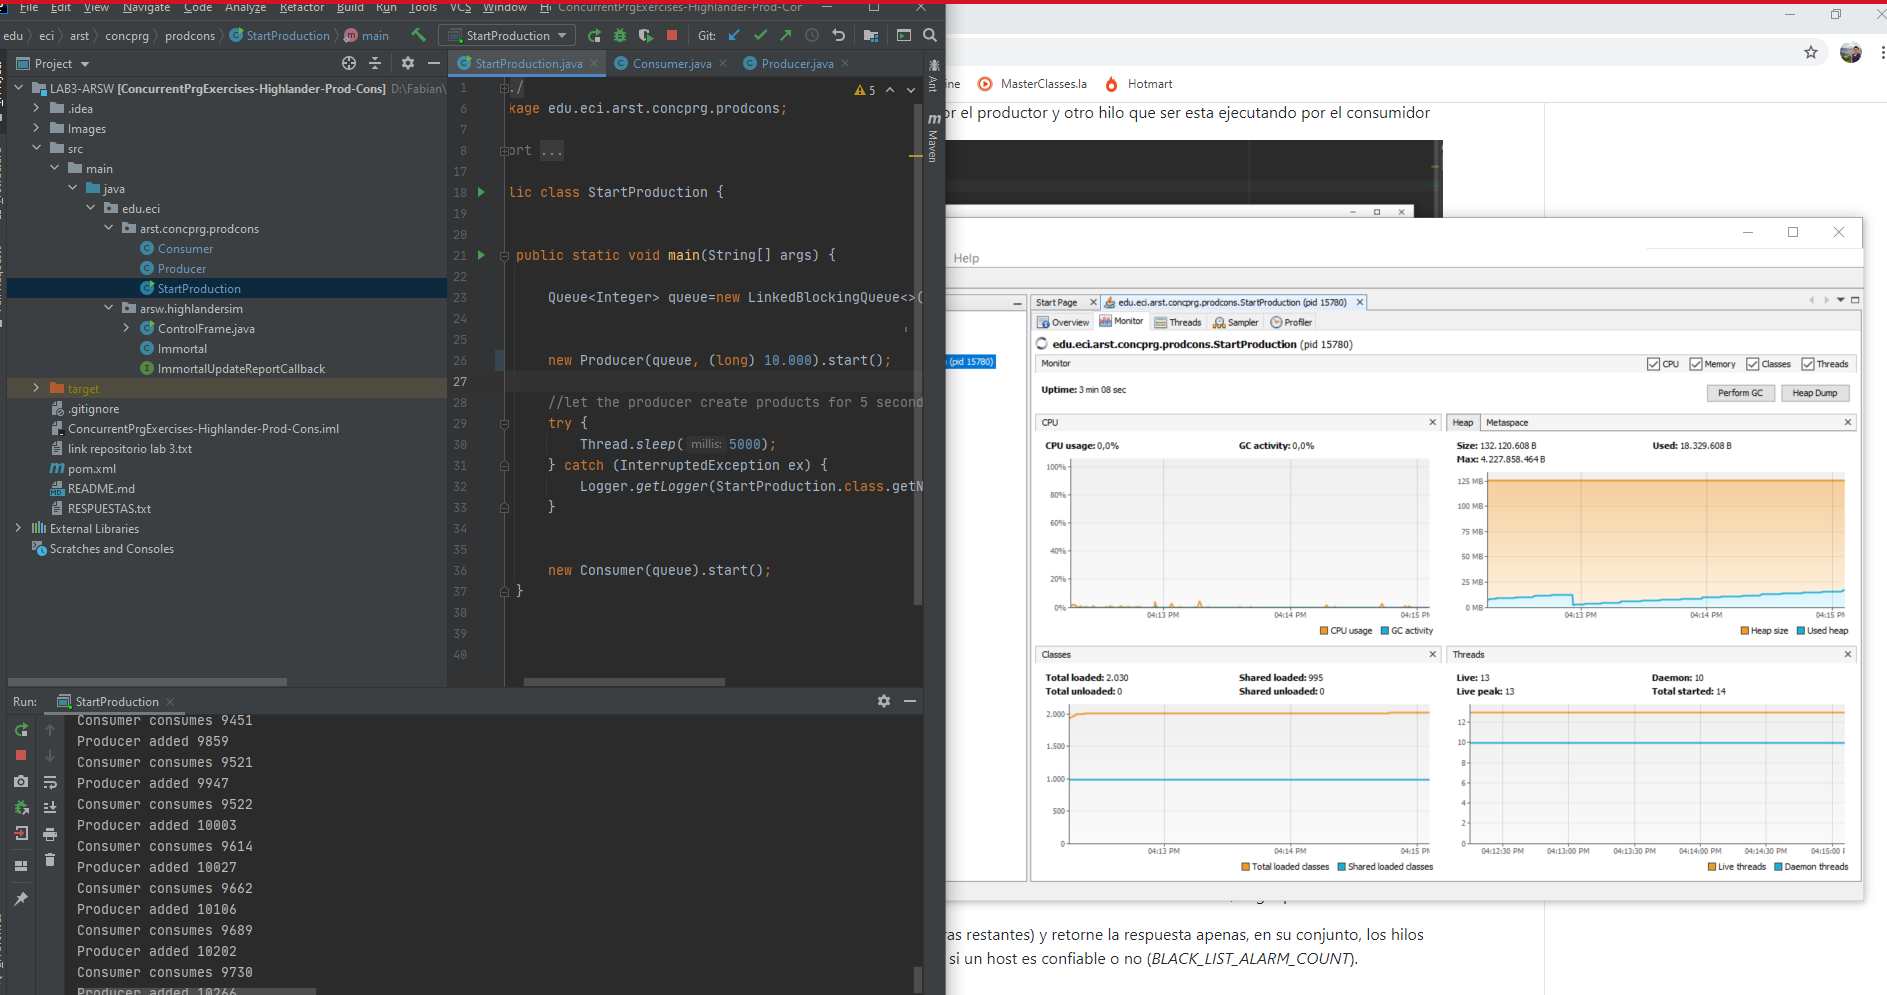 File Edit View Navigate Code Analyze Refactor Build Run Tools VCS Window H ConcurrentPrgExercises-Highlander-Prod-Cor
edu eci arst concprg prodcons StartProduction main StartProduction Git:
Project
LAB3-ARSW [ConcurrentPrgExercises-Highlander-Prod-Cons] D:\Fabian\
.idea
Images
src
main
java
edu.eci
arst.concprg.prodcons
Consumer
Producer
StartProduction
arsw.highlandersim
ControlFrame.java
Immortal
ImmortalUpdateReportCallback
target
.gitignore
ConcurrentPrgExercises-Highlander-Prod-Cons.iml
link repositorio lab 3.txt
pom.xml
README.md
RESPUESTAS.txt
External Libraries
Scratches and Consoles
StartProduction.java Consumer.java Producer.java
Ant
Maven
5
1 ./
6 kage edu.eci.arst.concprg.prodcons;
7
8 ort ...
17
18 lic class StartProduction {
19
20
21 public static void main(String[] args) {
22
23 Queue<Integer> queue=new LinkedBlockingQueue<>(
24
25
26 new Producer(queue, (long) 10.000).start();
27
28 //let the producer create products for 5 second
29 try {
30 Thread.sleep( millis: 5000);
31 } catch (InterruptedException ex) {
32 Logger.getLogger(StartProduction.class.getN
33 }
34
35
36 new Consumer(queue).start();
37 }
38
39
40
Run: StartProduction
Consumer consumes 9451
Producer added 9859
Consumer consumes 9521
Producer added 9947
Consumer consumes 9522
Producer added 10003
Consumer consumes 9614
Producer added 10027
Consumer consumes 9662
Producer added 10106
Consumer consumes 9689
Producer added 10202
Consumer consumes 9730
Producer added 10266
ine MasterClasses.la Hotmart
or el productor y otro hilo que ser esta ejecutando por el consumidor
Help
(pid 15780)
Start Page edu.eci.arst.concprg.prodcons.StartProduction (pid 15780)
Overview Monitor Threads Sampler Profiler
edu.eci.arst.concprg.prodcons.StartProduction (pid 15780)
Monitor CPU Memory Classes Threads
Uptime: 3 min 08 sec
Perform GC Heap Dump
CPU
CPU usage: 0,0% GC activity: 0,0%
100%
80%
60%
40%
20%
0%
04:13 PM 04:14 PM 04:15 PM
CPU usage GC activity
Heap Metaspace
Size: 132.120.608 B Used: 18.329.608 B
Max: 4.227.858.464 B
125 MB
100 MB
75 MB
50 MB
25 MB
0 MB
04:13 PM 04:14 PM 04:15 PM
Heap size Used heap
Classes
Total loaded: 2.030 Shared loaded: 995
Total unloaded: 0 Shared unloaded: 0
2.000
1.500
1.000
500
0
04:13 PM 04:14 PM 04:15 PM
Total loaded classes Shared loaded classes
Threads
Live: 13 Daemon: 10
Live peak: 13 Total started: 14
12
10
8
6
4
2
0
04:12:30 PM 04:13:00 PM 04:13:30 PM 04:14:00 PM 04:14:30 PM 04:15:00
Live threads Daemon threads
ras restantes) y retorne la respuesta apenas, en su conjunto, los hilos
si un host es confiable o no (BLACK_LIST_ALARM_COUNT).